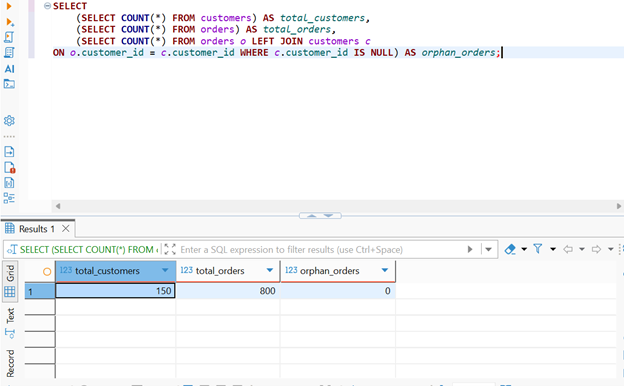 SELECT
(SELECT COUNT(*) FROM customers) AS total_customers,
(SELECT COUNT(*) FROM orders) AS total_orders,
(SELECT COUNT(*) FROM orders o LEFT JOIN customers c
ON o.customer_id = c.customer_id WHERE c.customer_id IS NULL) AS orphan_orders;
AI
Results 1
SELECT (SELECT COUNT(*) FROM
Enter a SQL expression to filter results (use Ctrl+Space)
Grid
123 total_customers
123 total_orders
123 orphan_orders
1
150
800
0
Text
Record